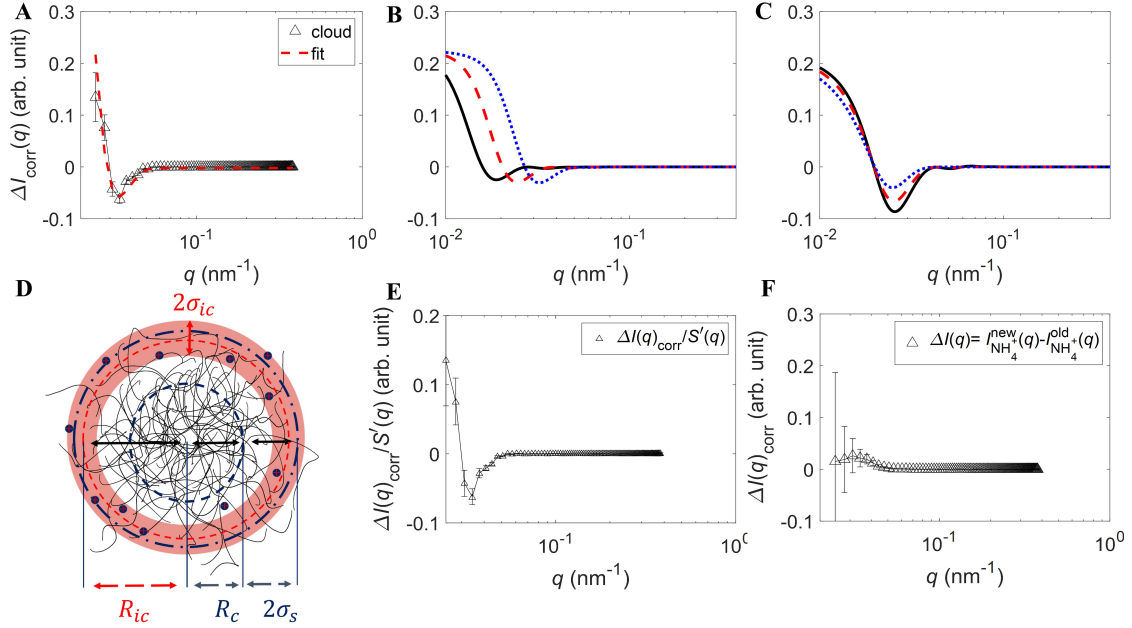 A
B
C
0.3
0.2
0.1
0
-0.1
ΔI_corr(q) (arb. unit)
cloud
fit
10^-1
10^0
q (nm^-1)
0.3
0.2
0.1
0
-0.1
10^-2
10^-1
q (nm^-1)
0.3
0.2
0.1
0
-0.1
10^-2
10^-1
q (nm^-1)
D
2σ_ic
R_ic
R_c
2σ_s
E
0.2
0.1
0
-0.1
ΔI(q)_corr/S'(q) (arb. unit)
ΔI(q)_corr/S'(q)
10^-1
10^0
q (nm^-1)
F
0.3
0.2
0.1
0
-0.1
ΔI(q)_corr (arb. unit)
ΔI(q)= I^new_NH4^+(q)-I^old_NH4^+(q)
10^-1
10^0
q (nm^-1)